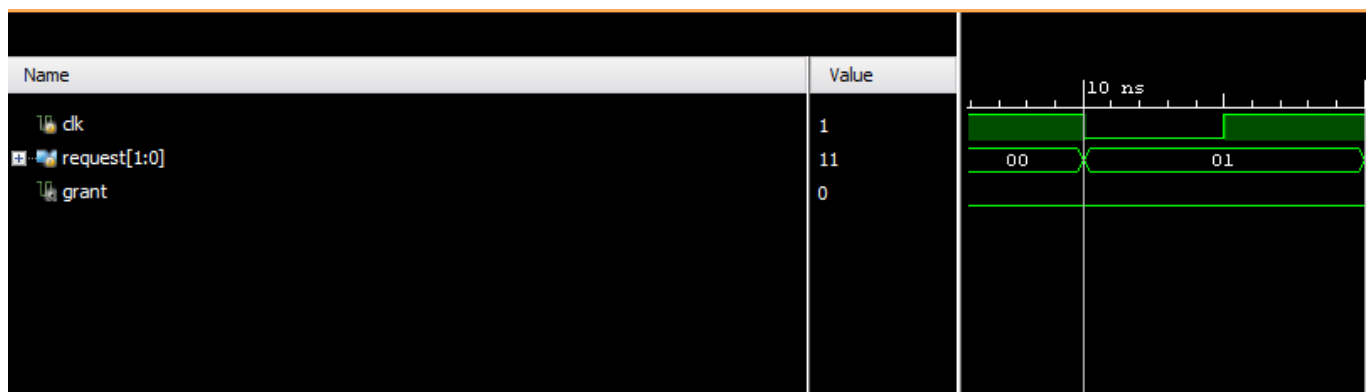 Name Value
10 ns
clk 1
request[1:0] 11 00 01
grant 0